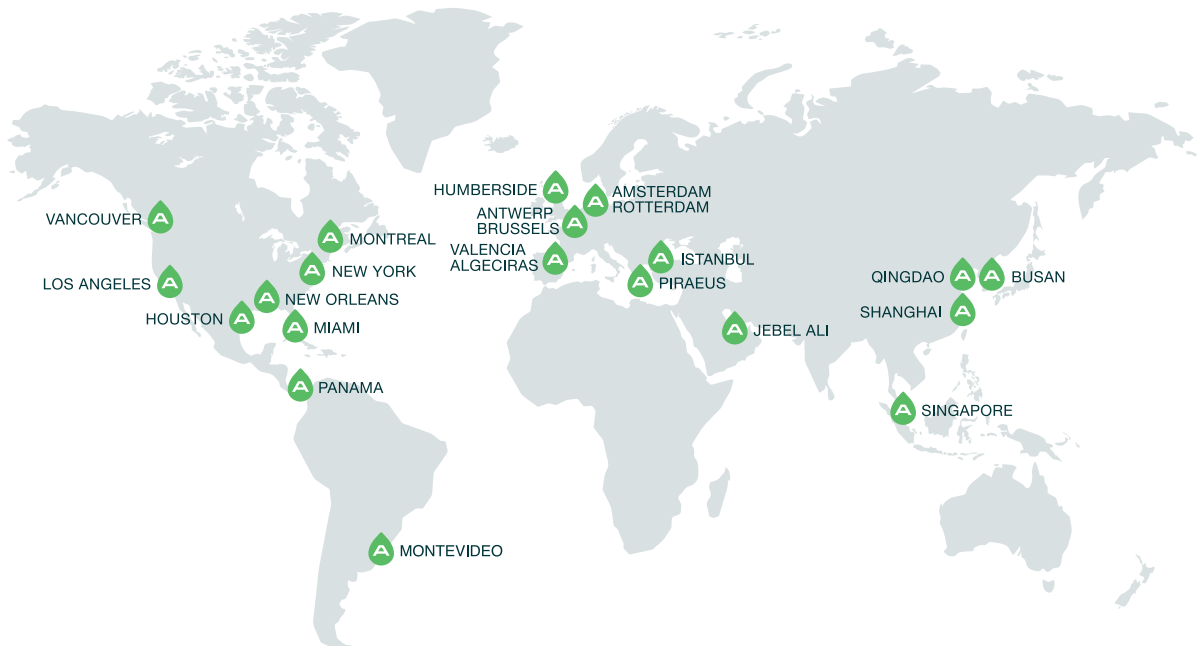 HUMBERSIDE
AMSTERDAM
ROTTERDAM
VANCOUVER
ANTWERP
BRUSSELS
MONTREAL
VALENCIA
ALGECIRAS
ISTANBUL
NEW YORK
PIRAEUS
QINGDAO
BUSAN
LOS ANGELES
NEW ORLEANS
SHANGHAI
HOUSTON
MIAMI
JEBEL ALI
PANAMA
SINGAPORE
MONTEVIDEO